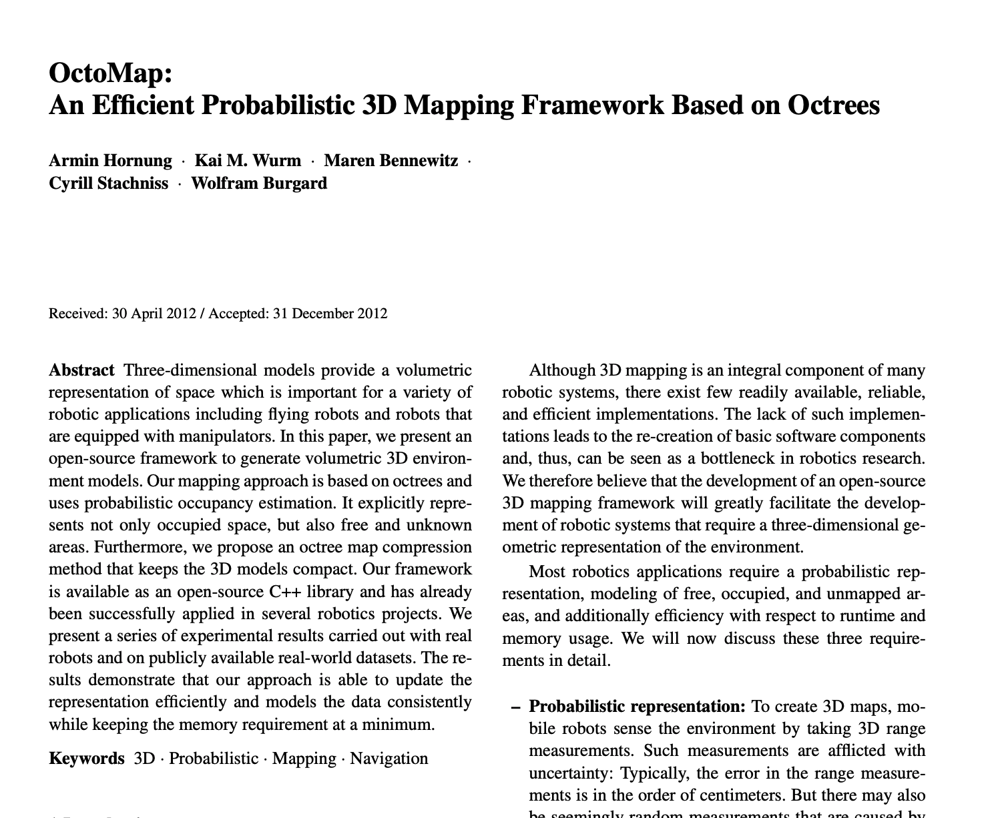 OctoMap:
An Efficient Probabilistic 3D Mapping Framework Based on Octrees
Armin Hornung · Kai M. Wurm · Maren Bennewitz ·
Cyrill Stachniss · Wolfram Burgard
Received: 30 April 2012 / Accepted: 31 December 2012
Abstract Three-dimensional models provide a volumetric
representation of space which is important for a variety of
robotic applications including flying robots and robots that
are equipped with manipulators. In this paper, we present an
open-source framework to generate volumetric 3D environ-
ment models. Our mapping approach is based on octrees and
uses probabilistic occupancy estimation. It explicitly repre-
sents not only occupied space, but also free and unknown
areas. Furthermore, we propose an octree map compression
method that keeps the 3D models compact. Our framework
is available as an open-source C++ library and has already
been successfully applied in several robotics projects. We
present a series of experimental results carried out with real
robots and on publicly available real-world datasets. The re-
sults demonstrate that our approach is able to update the
representation efficiently and models the data consistently
while keeping the memory requirement at a minimum.
Keywords 3D · Probabilistic · Mapping · Navigation
Although 3D mapping is an integral component of many
robotic systems, there exist few readily available, reliable,
and efficient implementations. The lack of such implemen-
tations leads to the re-creation of basic software components
and, thus, can be seen as a bottleneck in robotics research.
We therefore believe that the development of an open-source
3D mapping framework will greatly facilitate the develop-
ment of robotic systems that require a three-dimensional ge-
ometric representation of the environment.
Most robotics applications require a probabilistic rep-
resentation, modeling of free, occupied, and unmapped ar-
eas, and additionally efficiency with respect to runtime and
memory usage. We will now discuss these three require-
ments in detail.
– Probabilistic representation: To create 3D maps, mo-
bile robots sense the environment by taking 3D range
measurements. Such measurements are afflicted with
uncertainty: Typically, the error in the range measure-
ments is in the order of centimeters. But there may also
be seemingly random measurements that are caused by